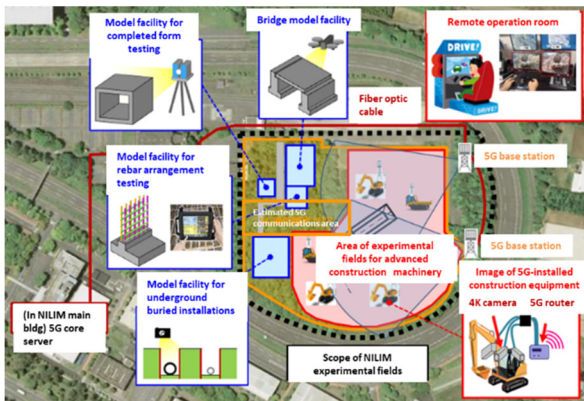 Model facility for
completed form
testing
Bridge model facility
Remote operation room
DRIVE!
DRIVE!
Fiber optic
cable
5G base station
Model facility for
rebar arrangement
testing
Estimated 5G
communications area
5G base station
Area of experimental
fields for advanced
construction machinery
Image of 5G-installed
construction equipment
4K camera
5G router
Model facility for
underground
buried installations
(In NILIM main
bldg) 5G core
server
Scope of NILIM
experimental fields